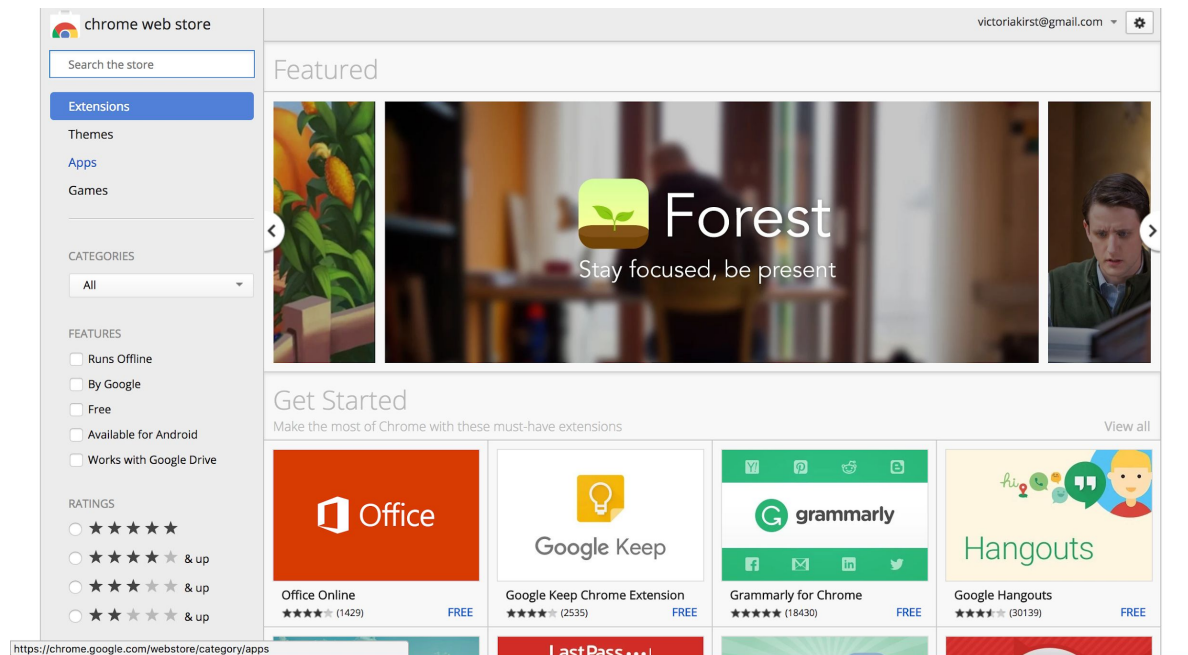 chrome web store
victoriakirst@gmail.com
Search the store
Extensions
Themes
Apps
Games
CATEGORIES
All
FEATURES
Runs Offline
By Google
Free
Available for Android
Works with Google Drive
RATINGS
& up
& up
& up
Featured
Forest
Stay focused, be present
Get Started
Make the most of Chrome with these must-have extensions
View all
Office
Office Online
(1429)
FREE
Google Keep
Google Keep Chrome Extension
(2535)
FREE
grammarly
Grammarly for Chrome
(18430)
FREE
hi
Hangouts
Google Hangouts
(30139)
FREE
LastPass
https://chrome.google.com/webstore/category/apps